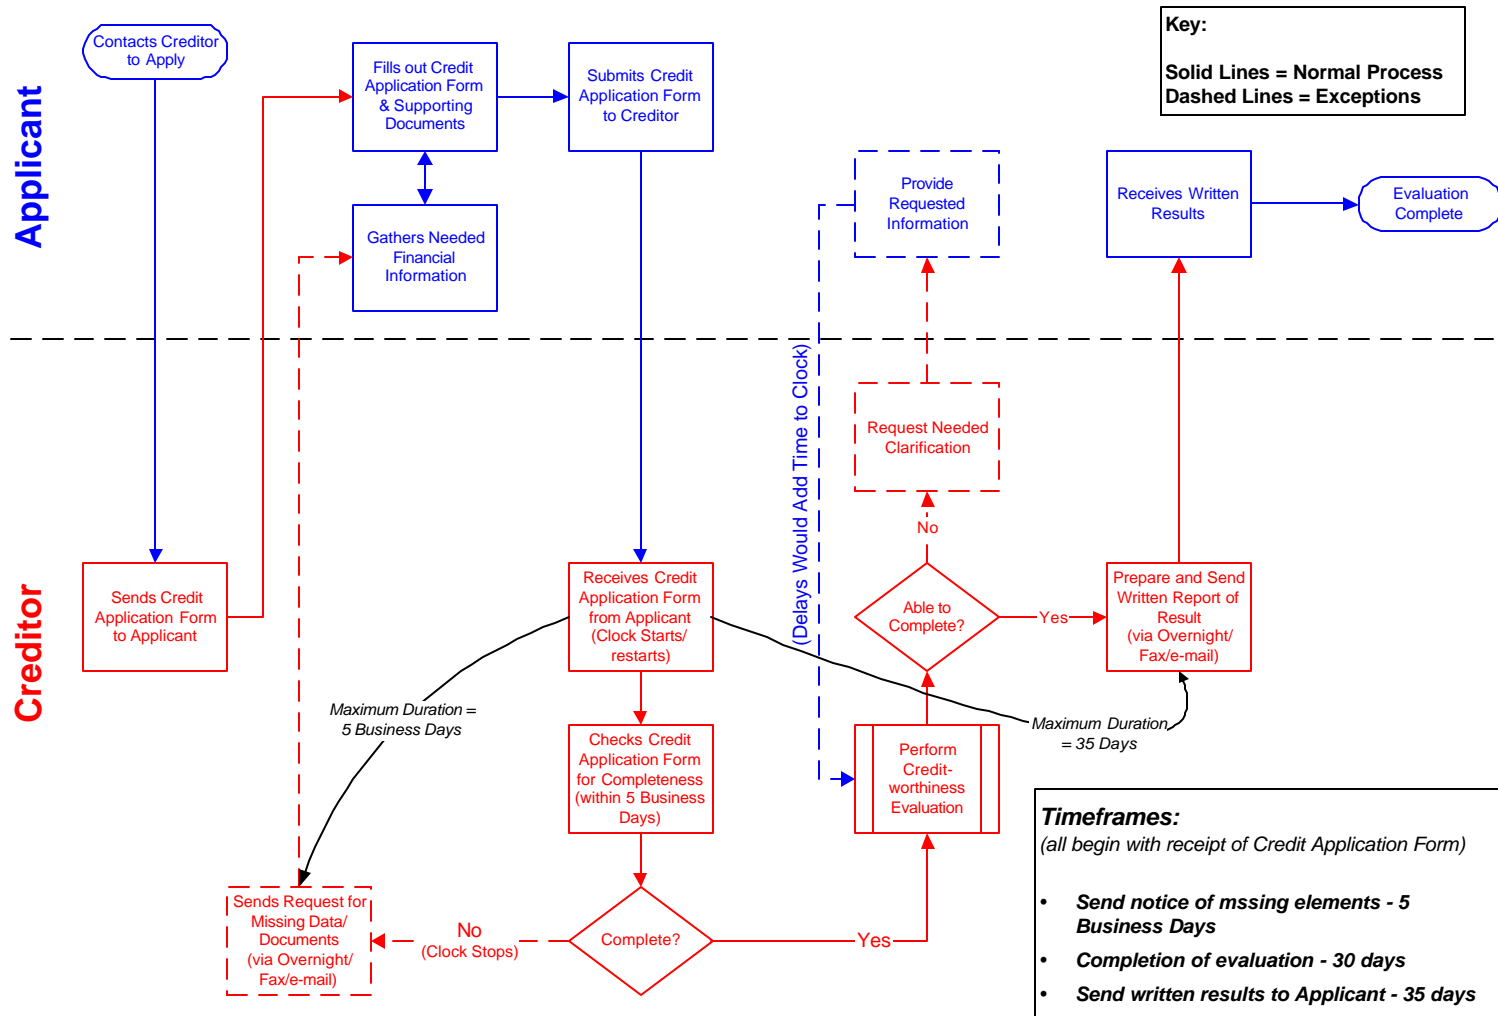 Applicant
Contacts Creditor
to Apply
Fills out Credit
Application Form
& Supporting
Documents
Submits Credit
Application Form
to Creditor
Key:
Solid Lines = Normal Process
Dashed Lines = Exceptions
Gathers Needed
Financial
Information
Provide
Requested
Information
Receives Written
Results
Evaluation
Complete
Creditor
(Delays Would Add Time to Clock)
Request Needed
Clarification
No
Sends Credit
Application Form
to Applicant
Receives Credit
Application Form
from Applicant
(Clock Starts/
restarts)
Able to
Complete?
Yes
Prepare and Send
Written Report of
Result
(via Overnight/
Fax/e-mail)
Maximum Duration =
5 Business Days
Maximum Duration
= 35 Days
Checks Credit
Application Form
for Completeness
(within 5 Business
Days)
Perform
Credit-
worthiness
Evaluation
Sends Request for
Missing Data/
Documents
(via Overnight/
Fax/e-mail)
No
(Clock Stops)
Complete?
Yes
Timeframes:
(all begin with receipt of Credit Application Form)
• Send notice of mssing elements - 5
Business Days
• Completion of evaluation - 30 days
• Send written results to Applicant - 35 days